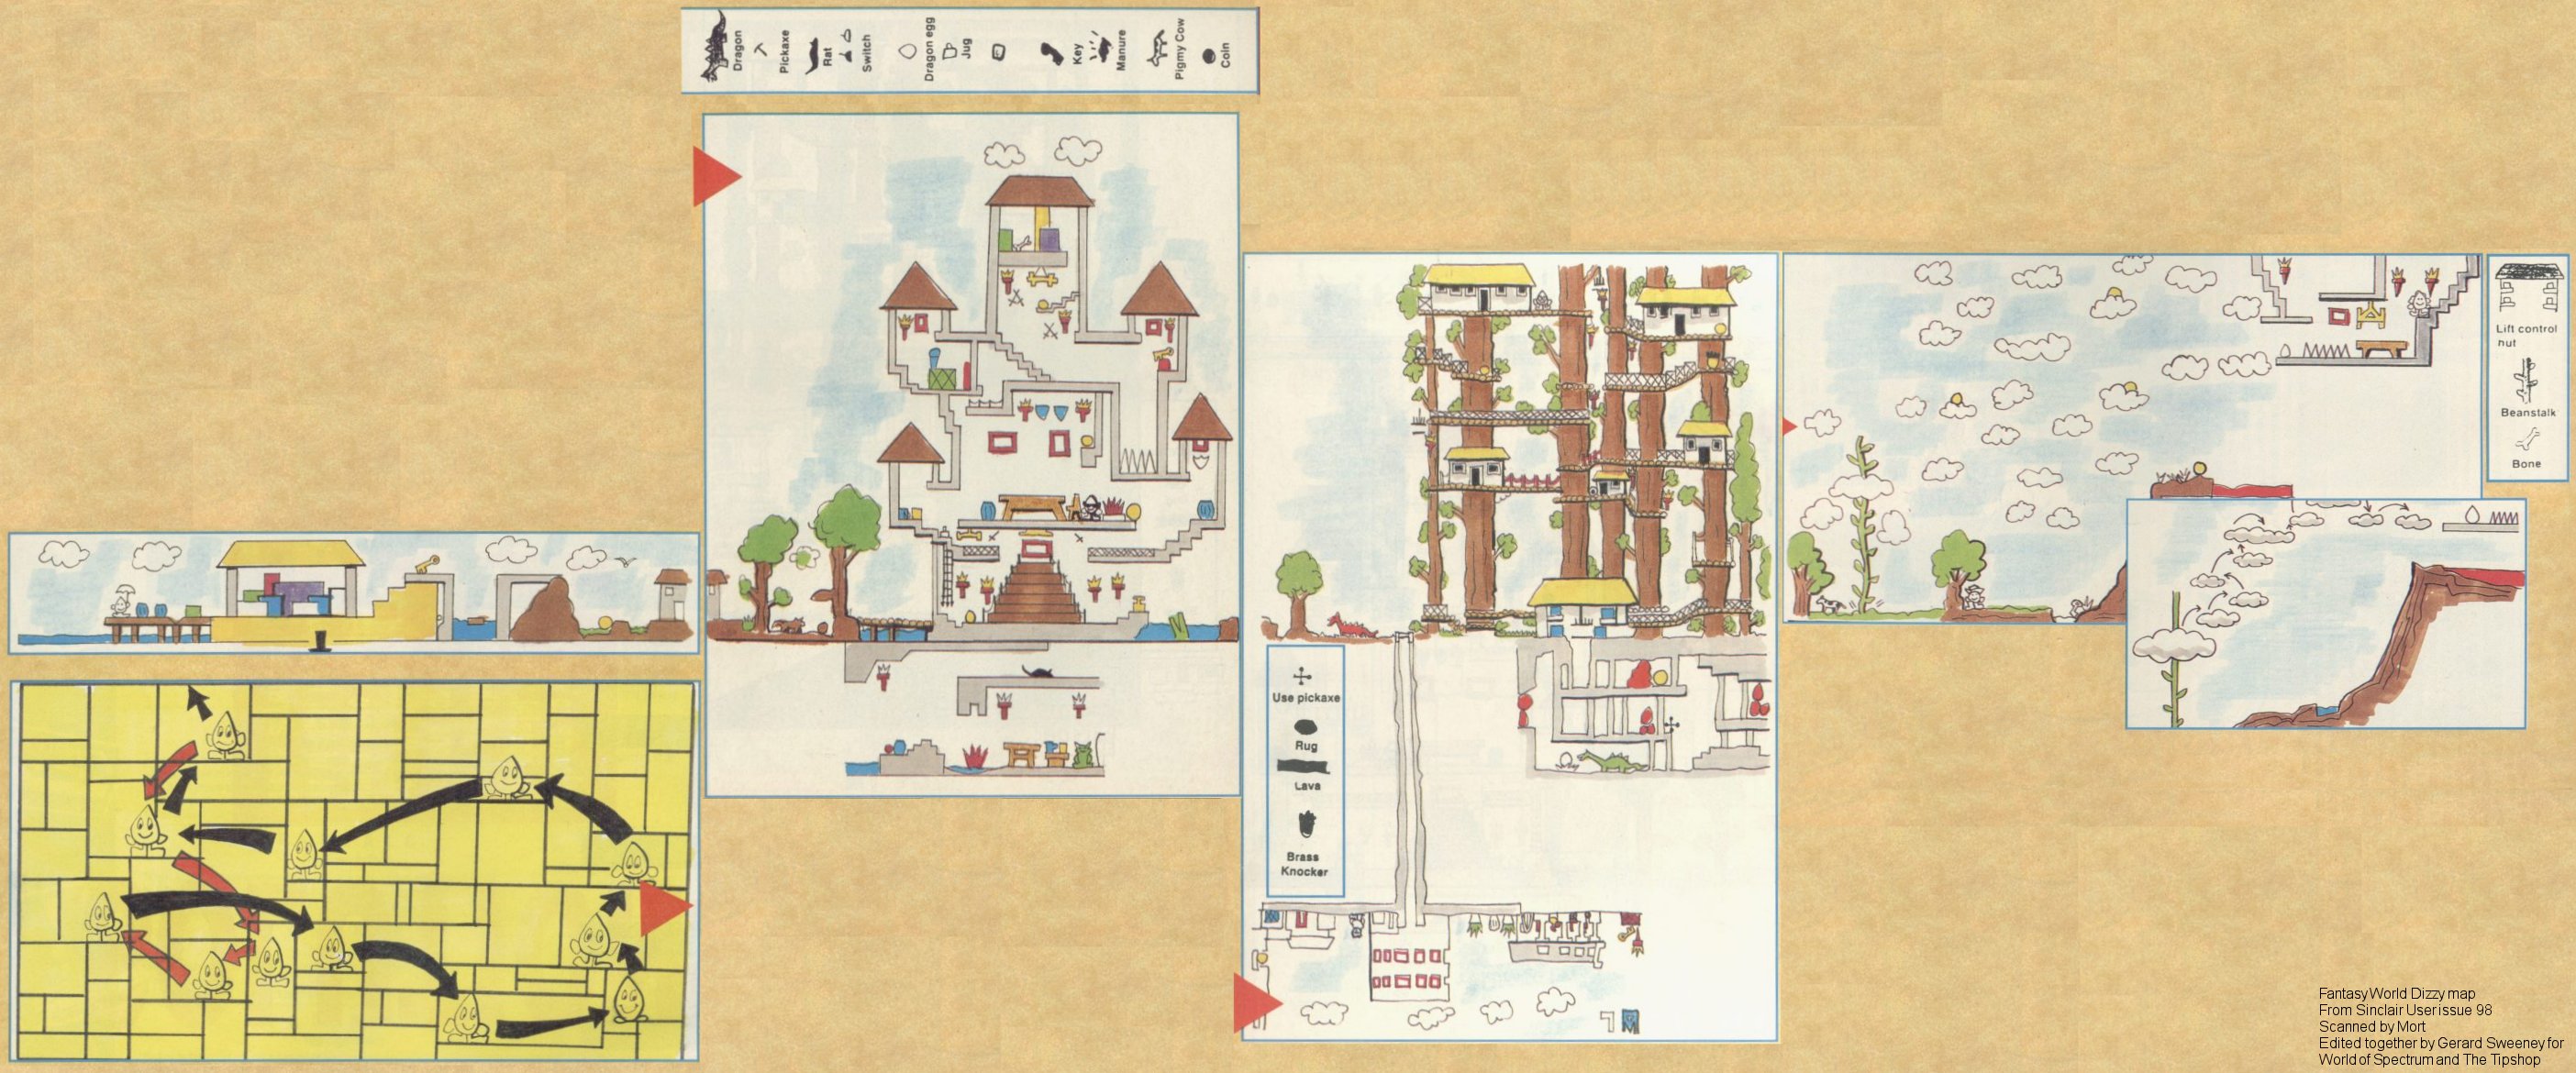 Dragon
Pickaxe
Rat
Switch
Dragon egg
Jug
Key
Manure
Pigmy Cow
Coin
Lift control
nut
Beanstalk
Bone
Use pickaxe
Rug
Lava
Brass
Knocker
Fantasy World Dizzy map
From Sinclair User issue 98
Scanned by Mort
Edited together by Gerard Sweeney for
World of Spectrum and The Tipshop